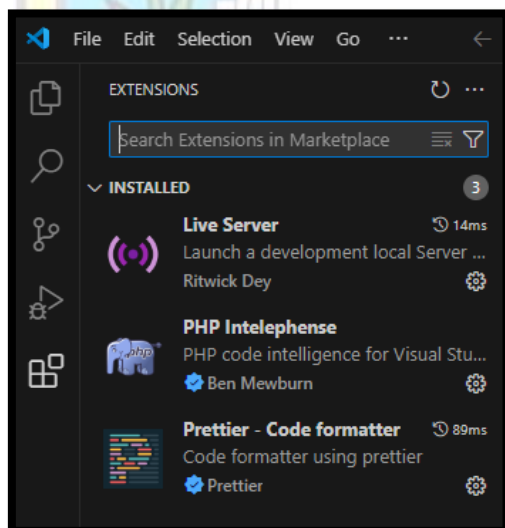 File Edit Selection View Go ...
EXTENSIONS
Search Extensions in Marketplace
INSTALLED 3
Live Server 14ms
Launch a development local Server ...
Ritwick Dey
PHP Intelephense
PHP code intelligence for Visual Stu...
Ben Mewburn
Prettier - Code formatter 89ms
Code formatter using prettier
Prettier
php